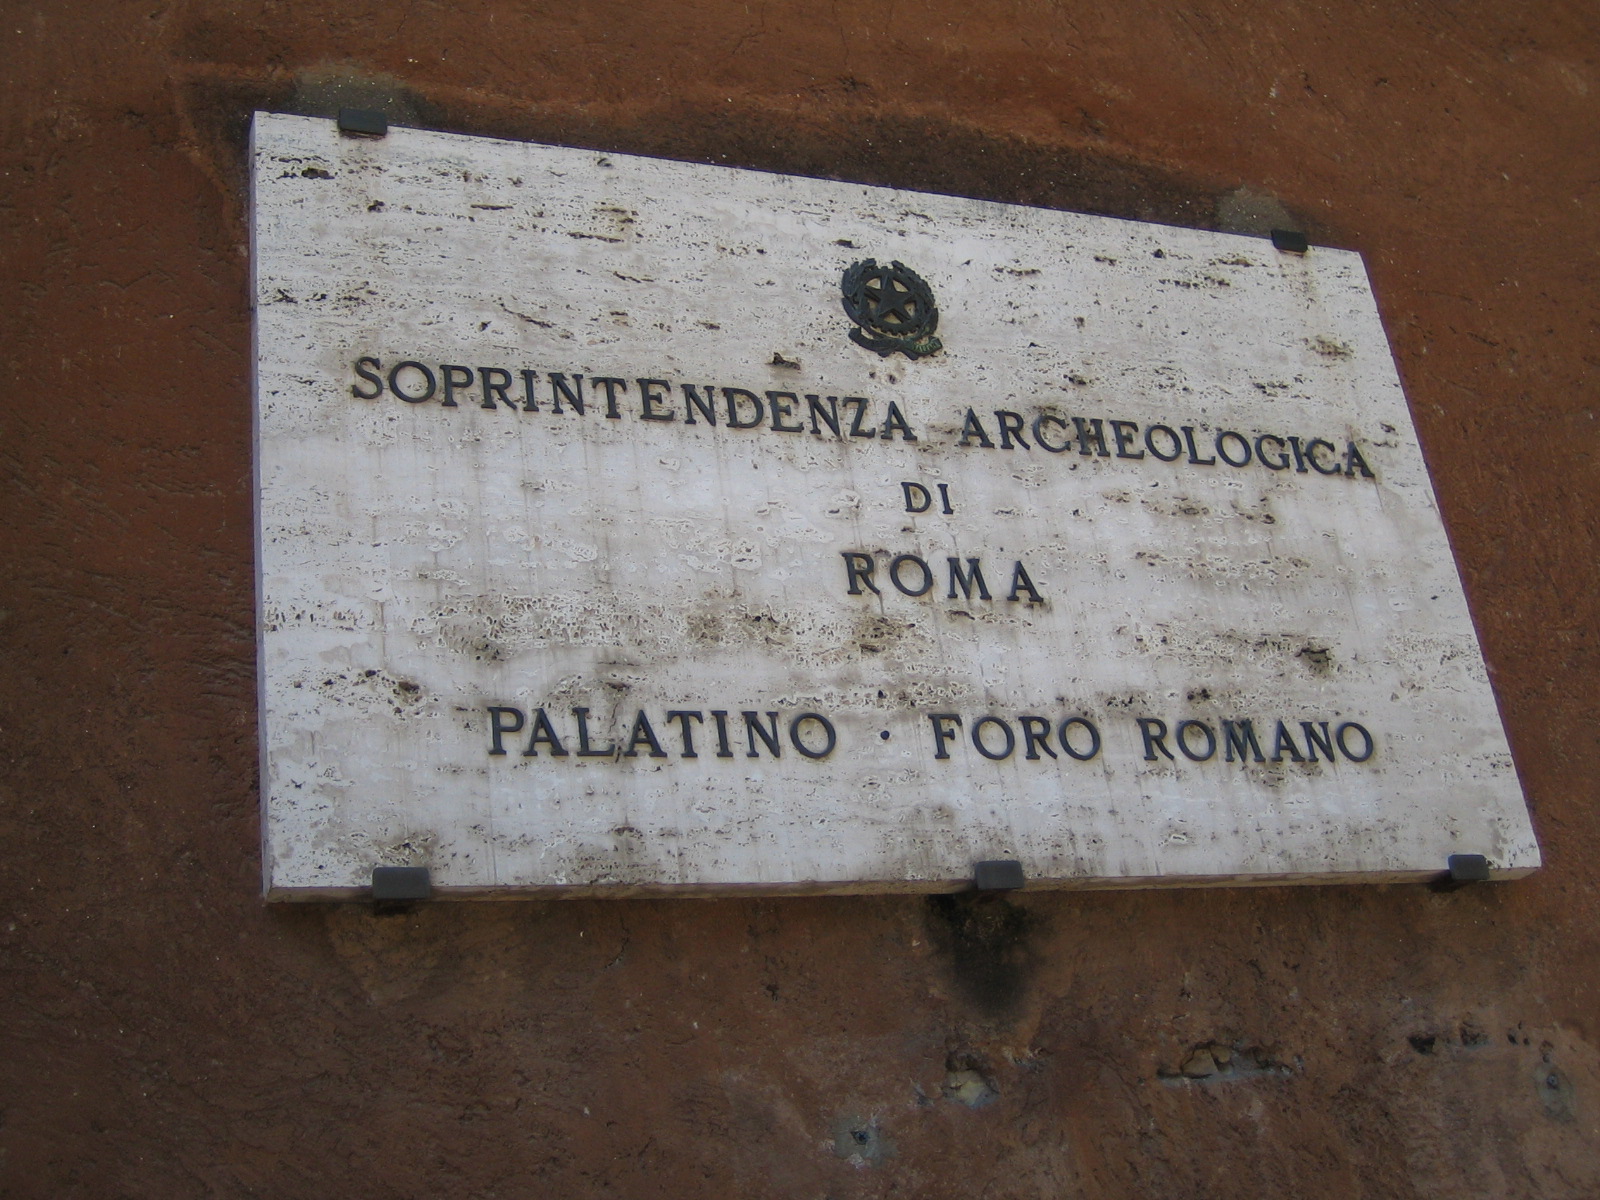 SOPRINTENDENZA ARCHEOLOGICA
DI
ROMA
PALATINO · FORO ROMANO